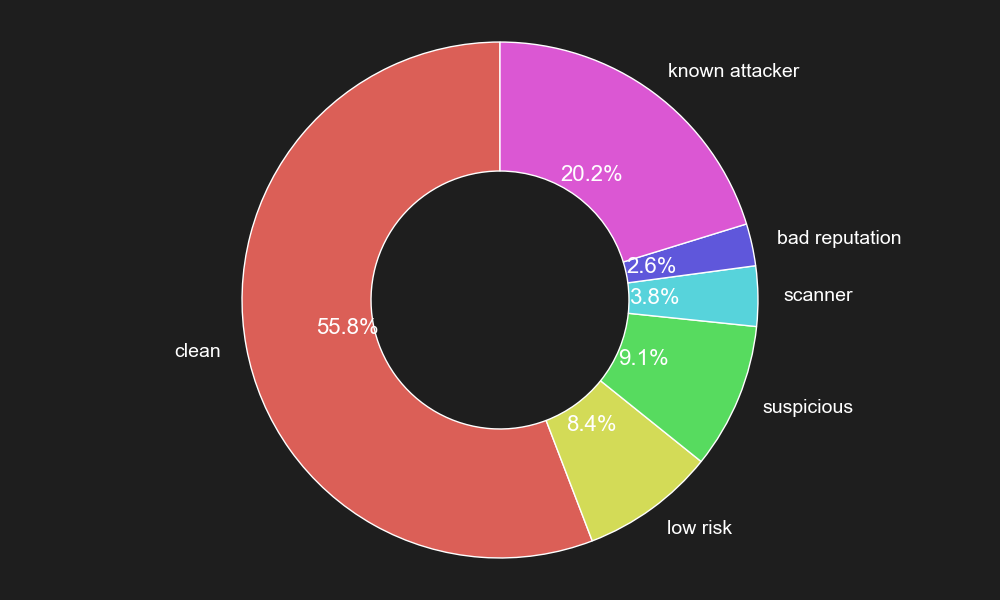 known attacker
20.2%
bad reputation
2.6%
scanner
3.8%
55.8%
clean
9.1%
suspicious
8.4%
low risk